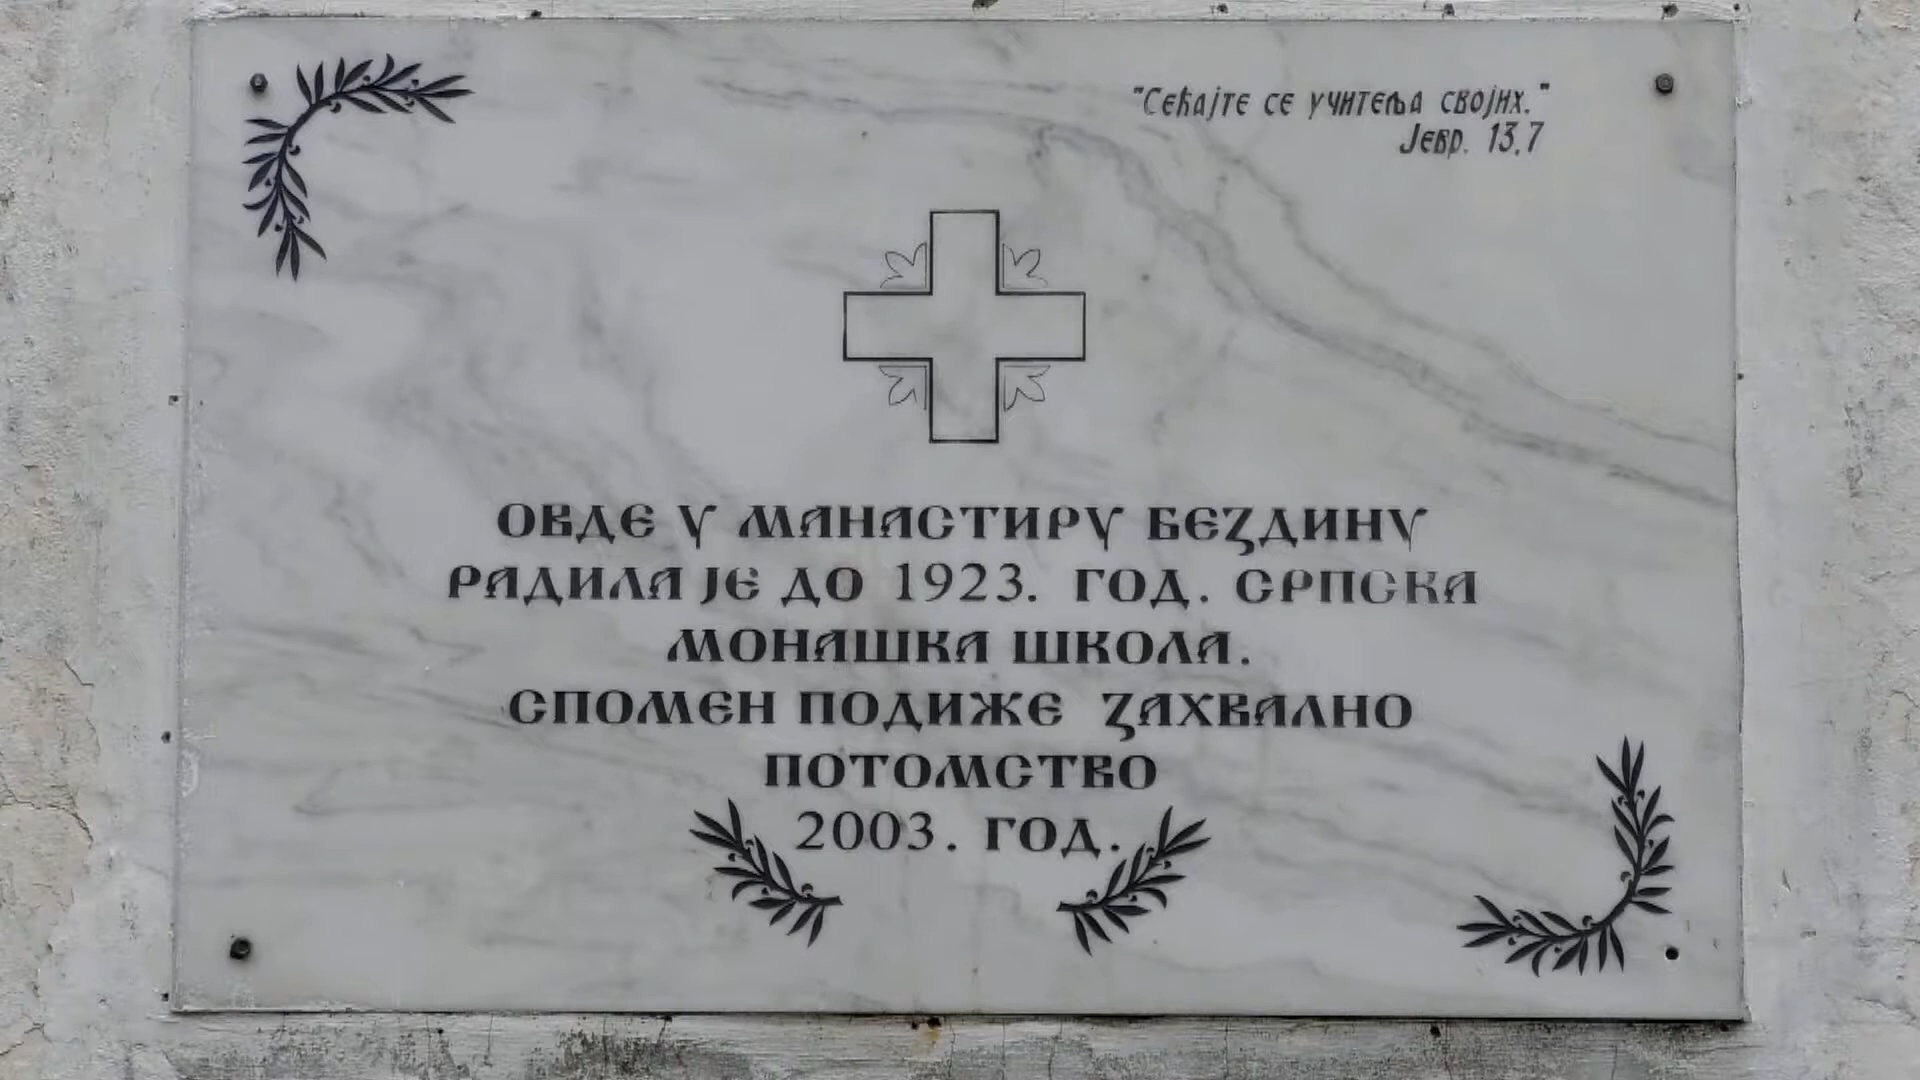 "Сећајте се учитеља својих."
Јевр. 13,7
ОВДЕ У МАНАСТИРУ БЕЗДИНУ
РАДИЛА ЈЕ ДО 1923. ГОД. СРПСКА
МОНАШКА ШКОЛА.
СПОМЕН ПОДИЖЕ ЗАХВАЛНО
ПОТОМСТВО
2003. ГОД.